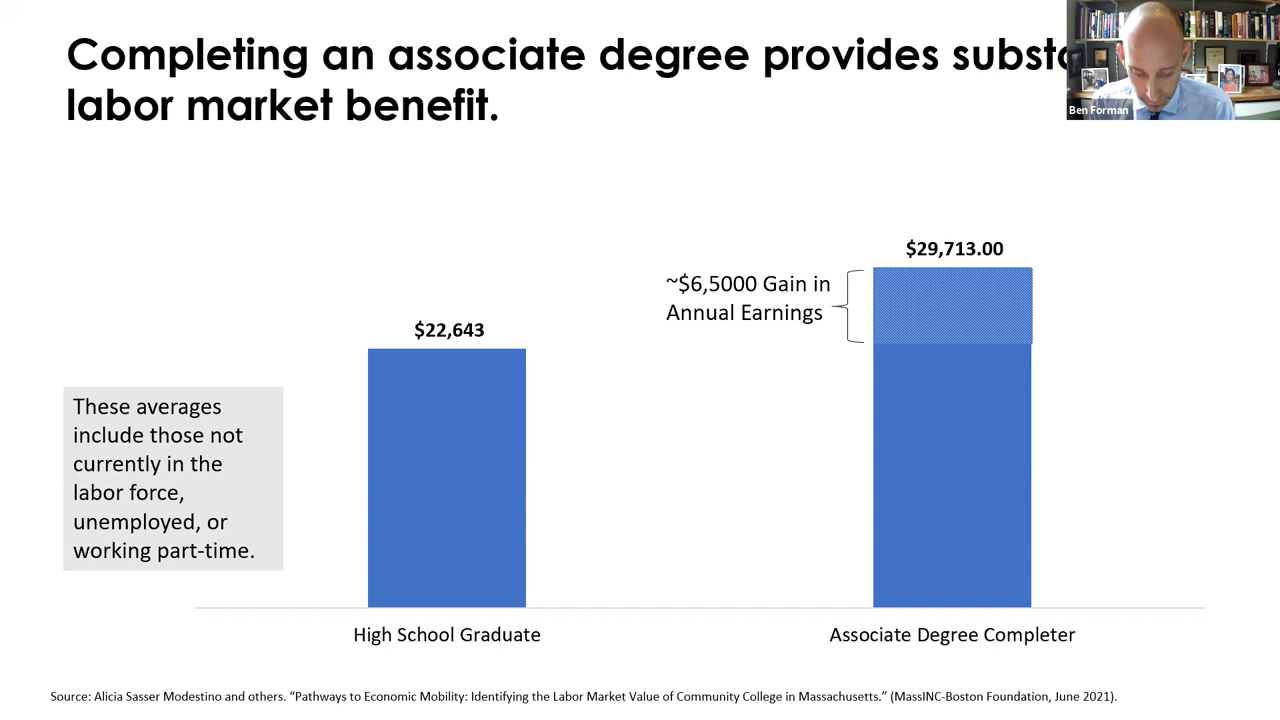 Completing an associate degree provides
labor market benefit.
Ben Forman
$29,713.00
~$6,5000 Gain in
Annual Earnings
$22,643
These averages
include those not
currently in the
labor force,
unemployed, or
working part-time.
High School Graduate
Associate Degree Completer
Source: Alicia Sasser Modestino and others. “Pathways to Economic Mobility: Identifying the Labor Market Value of Community College in Massachusetts.” (MassINC-Boston Foundation, June 2021).